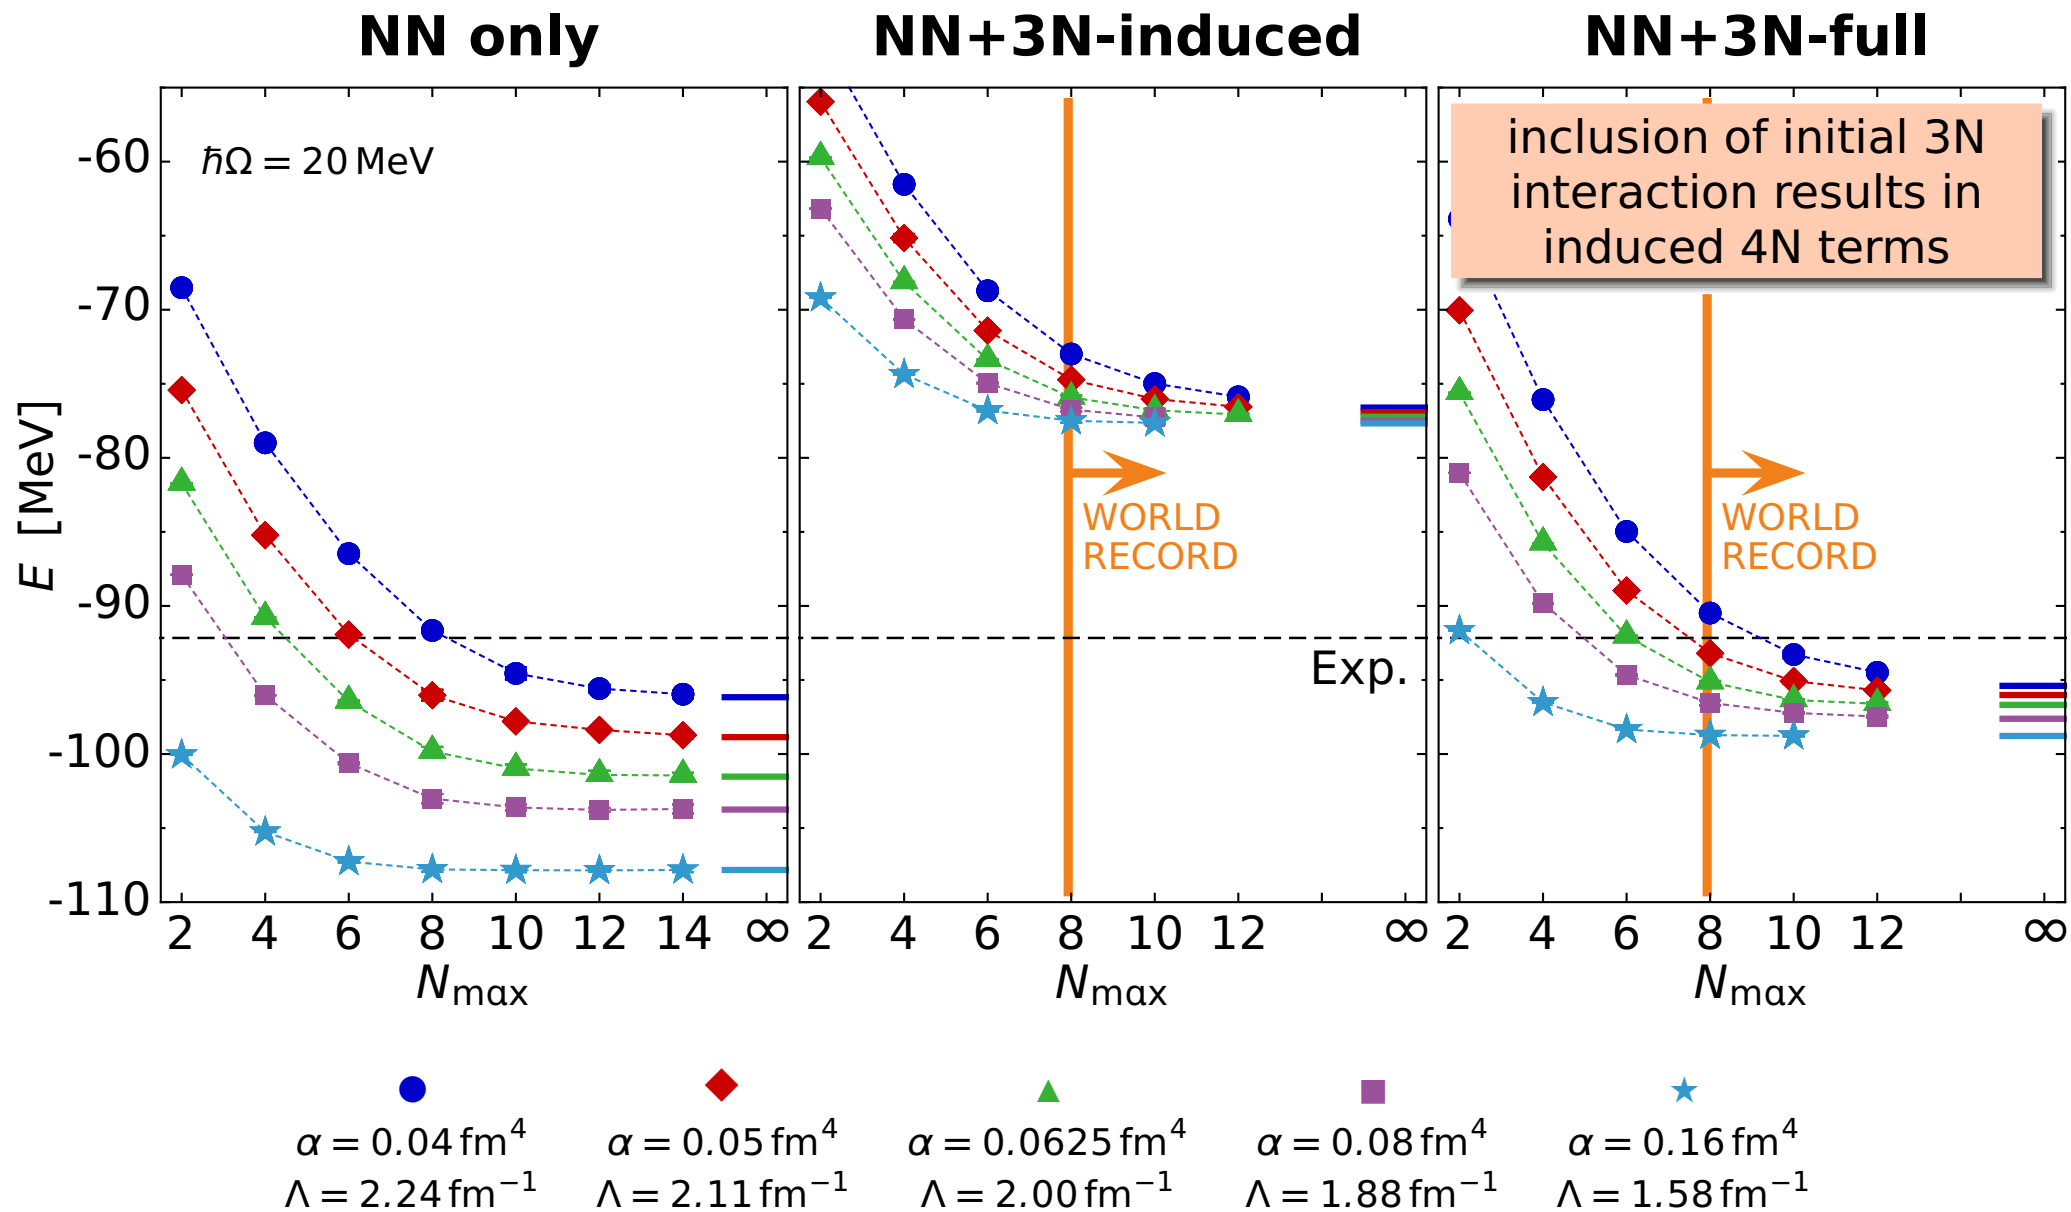 NN only
NN+3N-induced
NN+3N-full
ħΩ = 20 MeV
inclusion of initial 3N
interaction results in
induced 4N terms
E [MeV]
-60
-70
-80
-90
-100
-110
WORLD
RECORD
WORLD
RECORD
Exp.
2 4 6 8 10 12 14 ∞
2 4 6 8 10 12 ∞
2 4 6 8 10 12 ∞
Nmax
Nmax
Nmax
α = 0.04 fm⁴
Λ = 2.24 fm⁻¹
α = 0.05 fm⁴
Λ = 2.11 fm⁻¹
α = 0.0625 fm⁴
Λ = 2.00 fm⁻¹
α = 0.08 fm⁴
Λ = 1.88 fm⁻¹
α = 0.16 fm⁴
Λ = 1.58 fm⁻¹